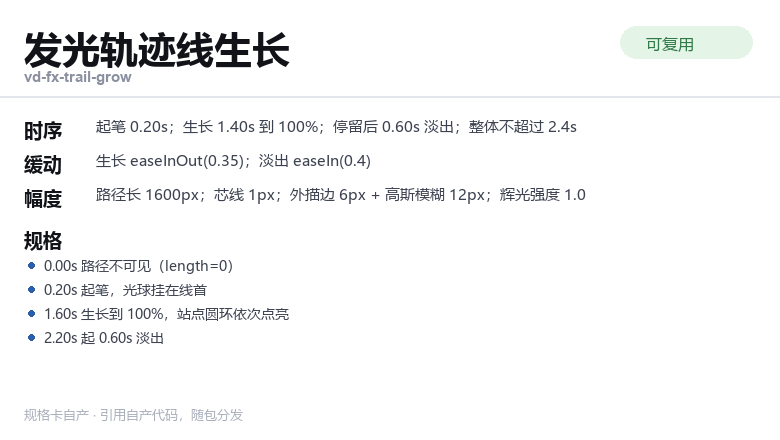 发光轨迹线生长
可复用
vd-fx-trail-grow
时序 起笔 0.20s；生长 1.40s 到 100%；停留后 0.60s 淡出；整体不超过 2.4s
缓动 生长 easeInOut(0.35)；淡出 easeIn(0.4)
幅度 路径长 1600px；芯线 1px；外描边 6px + 高斯模糊 12px；辉光强度 1.0
规格
0.00s 路径不可见（length=0）
0.20s 起笔，光球挂在线首
1.60s 生长到 100%，站点圆环依次点亮
2.20s 起 0.60s 淡出
规格卡自产 · 引用自产代码，随包分发